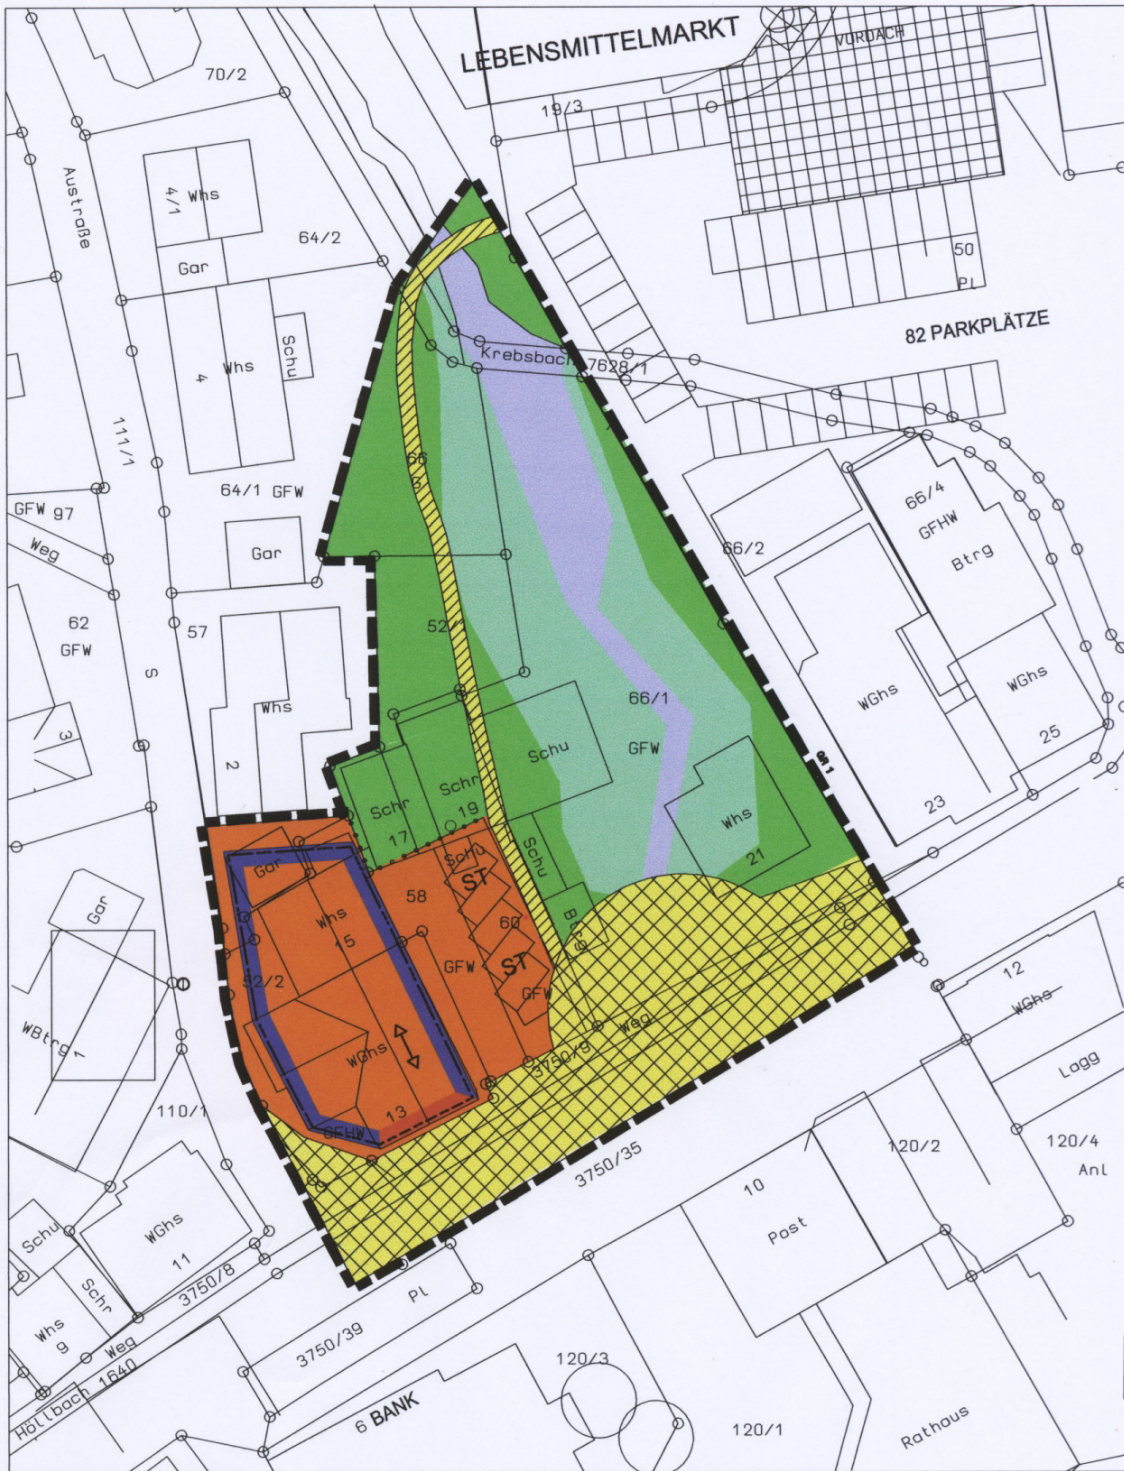 LEBENSMITTELMARKT
VORDACH
70/2
19/3
Austraße
4/1
Whs
64/2
Gar
50
Pl
82 PARKPLÄTZE
Schu
Whs
4
Krebsbach 7628/1
111/1
66
64/1 GFW
GFW 97
Weg
Gar
66/4
GFHW
Btrg
66/2
62
GFW
57
52/1
S
66/1
Whs
WGhs
WGhs
GFW
Schu
3
2
25
Schr
19
Schr
17
23
Whs
21
Schu
Schu
Gar
ST
58
Whs
15
60
Btrg
Gar
GFW
ST
GFW
52/2
12
WGhs
WBtrg 1
Weg
3750/9
WGhs
Lagg
13
110/1
GFHW
120/2
120/4
Anl
3750/35
10
Post
Schu
WGhs
11
Schr
3750/8
Pl
Whs
9
Weg
3750/39
Höllbach 1640
120/3
6 BANK
120/1
Rathaus